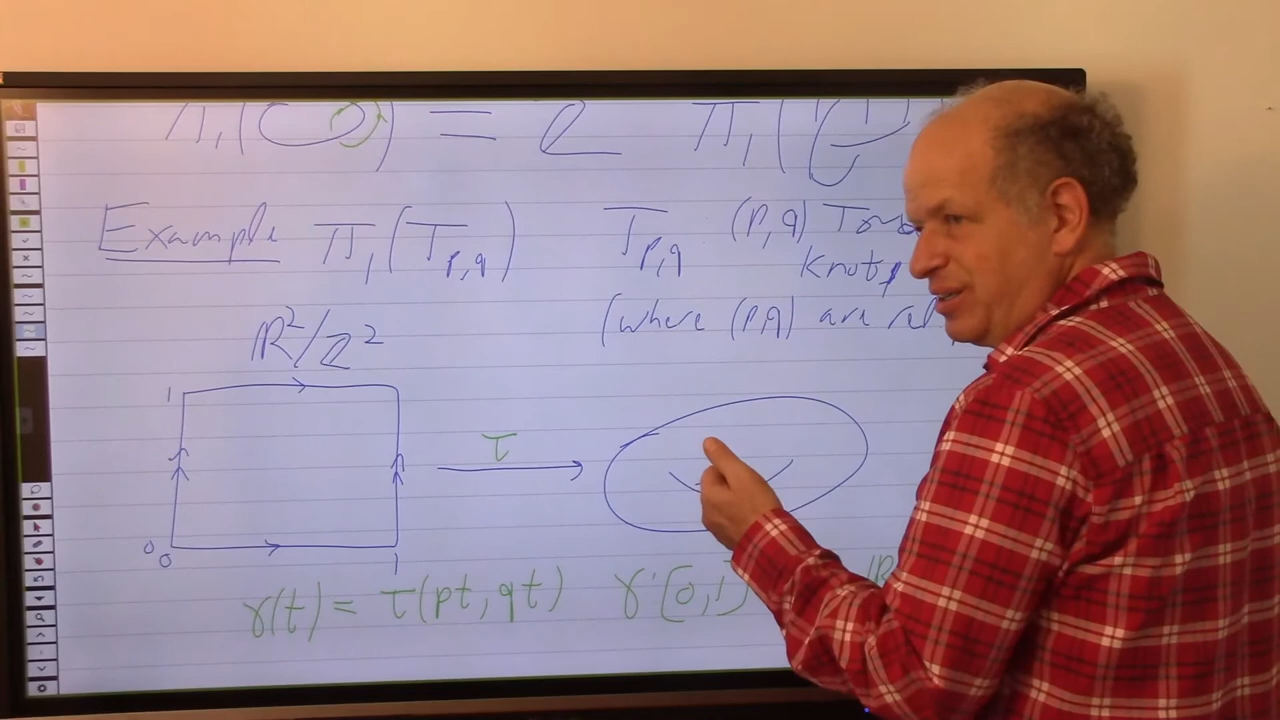 π₁( ) = ℤ π₁(
Example π₁(T_{p,q}) T_{p,q} (p,q) Torus
knot,
(where (p,q) are rel
ℝ²/ℤ²
1
τ
0 0 1
γ(t) = τ(pt, qt) γ:[0,1] ℝ